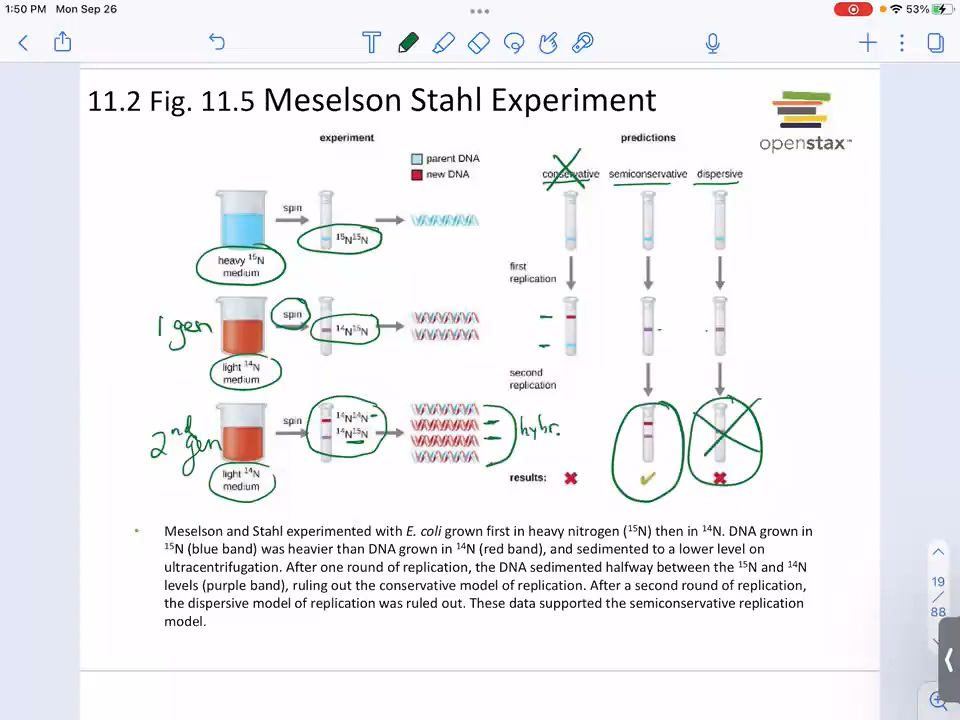 1:50 PM Mon Sep 26
53%
T
11.2 Fig. 11.5 Meselson Stahl Experiment
openstax™
experiment
predictions
parent DNA
new DNA
conservative semiconservative dispersive
spin
¹⁵N¹⁵N
heavy ¹⁵N
medium
first
replication
1 gen
spin
¹⁴N¹⁵N
light ¹⁴N
medium
second
replication
2nd gen
spin
¹⁴N¹⁴N
¹⁴N¹⁵N
hybr.
light ¹⁴N
medium
results:
• Meselson and Stahl experimented with E. coli grown first in heavy nitrogen (¹⁵N) then in ¹⁴N. DNA grown in
¹⁵N (blue band) was heavier than DNA grown in ¹⁴N (red band), and sedimented to a lower level on
ultracentrifugation. After one round of replication, the DNA sedimented halfway between the ¹⁵N and ¹⁴N
levels (purple band), ruling out the conservative model of replication. After a second round of replication,
the dispersive model of replication was ruled out. These data supported the semiconservative replication
model.
19
/
88